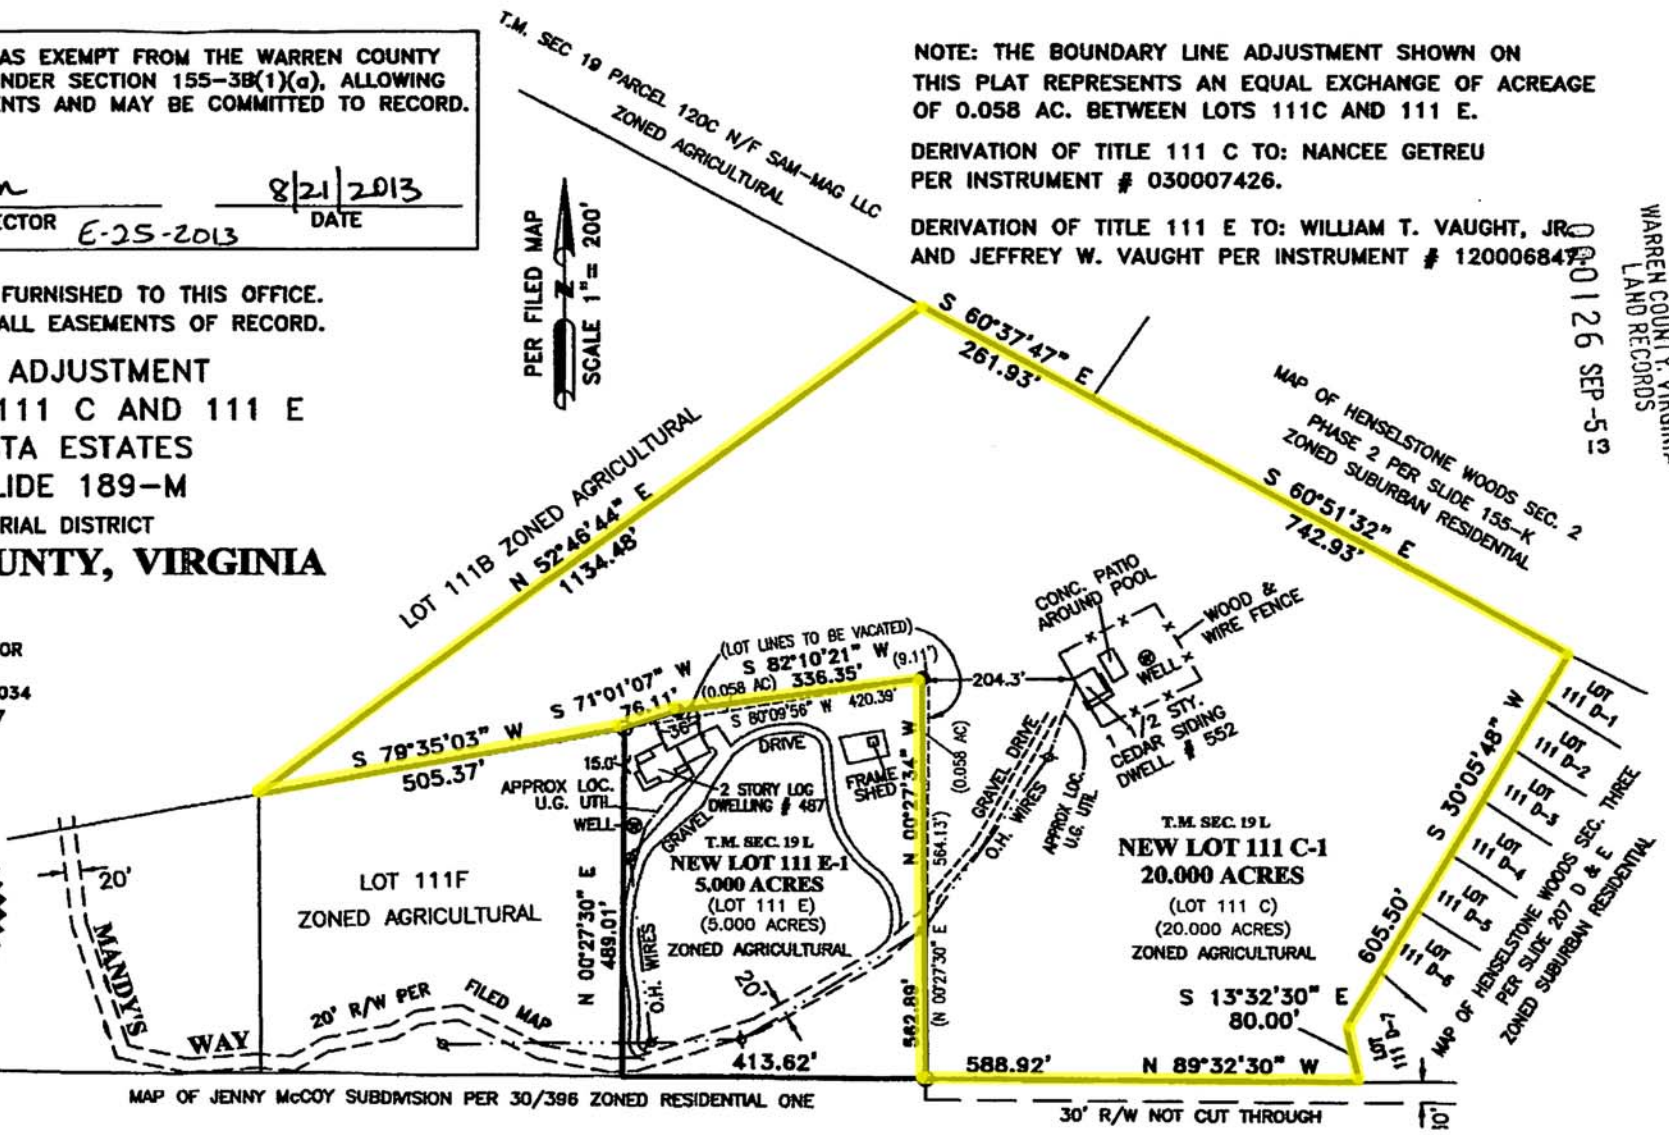 AS EXEMPT FROM THE WARREN COUNTY
NDER SECTION 155-3B(1)(a), ALLOWING
ENTS AND MAY BE COMMITTED TO RECORD.
8/21/2013
ECTOR E-25-2013 DATE
FURNISHED TO THIS OFFICE.
ALL EASEMENTS OF RECORD.
ADJUSTMENT
111 C AND 111 E
TA ESTATES
LIDE 189-M
RIAL DISTRICT
UNTY, VIRGINIA
OR
034
T.M. SEC 19 PARCEL 120C N/F SAM-MAG LLC
ZONED AGRICULTURAL
PER FILED MAP
N
SCALE 1"= 200'
NOTE: THE BOUNDARY LINE ADJUSTMENT SHOWN ON
THIS PLAT REPRESENTS AN EQUAL EXCHANGE OF ACREAGE
OF 0.058 AC. BETWEEN LOTS 111C AND 111 E.
DERIVATION OF TITLE 111 C TO: NANCEE GETREU
PER INSTRUMENT # 030007426.
DERIVATION OF TITLE 111 E TO: WILLIAM T. VAUGHT, JR.
AND JEFFREY W. VAUGHT PER INSTRUMENT # 120006847.
WARREN COUNTY, VIRGINIA
LAND RECORDS
000126 SEP-5 13
S 60°37'47" E
261.93'
MAP OF HENSELSTONE WOODS SEC. 2
PHASE 2 PER SLIDE 155-K
ZONED SUBURBAN RESIDENTIAL
S 60°51'32" E
742.93'
LOT 111B ZONED AGRICULTURAL
N 52°46'44" E
1134.48'
CONC. PATIO
AROUND POOL
WOOD &
WIRE FENCE
WELL
1 1/2 STY.
CEDAR SIDING
DWELL. # 552
(LOT LINES TO BE VACATED)
S 82°10'21" W (9.11')
(0.058 AC) 336.35'
204.3'
S 71°01'07" W
76.11'
S 80°09'56" W 420.39'
S 79°35'03" W
505.37'
36'
DRIVE
15.0'
APPROX LOC.
U.G. UTIL
WELL
2 STORY LOG
DWELLING # 487
GRAVEL
FRAME
SHED
N 00°27'34" W
562.89'
(0.058 AC)
(N 00°27'30" E 564.13')
GRAVEL DRIVE
O.H. WIRES
APPROX LOC.
U.G. UTIL
T.M. SEC. 19 L
NEW LOT 111 E-1
5.000 ACRES
(LOT 111 E)
(5.000 ACRES)
ZONED AGRICULTURAL
T.M. SEC. 19 L
NEW LOT 111 C-1
20.000 ACRES
(LOT 111 C)
(20.000 ACRES)
ZONED AGRICULTURAL
S 30°05'48" W
605.50'
LOT
111 D-1
LOT
111 D-2
LOT
111 D-3
LOT
111 D-4
LOT
111 D-5
LOT
111 D-6
LOT
111 D-7
MAP OF HENSELSTONE WOODS SEC. THREE
PER SLIDE 207 D & E
ZONED SUBURBAN RESIDENTIAL
20'
LOT 111F
ZONED AGRICULTURAL
N 00°27'30" E
489.01'
O.H. WIRES
20'
MANDY'S
WAY
20' R/W PER FILED MAP
S 13°32'30" E
80.00'
413.62'
588.92' N 89°32'30" W
MAP OF JENNY McCOY SUBDIVISION PER 30/396 ZONED RESIDENTIAL ONE
30' R/W NOT CUT THROUGH